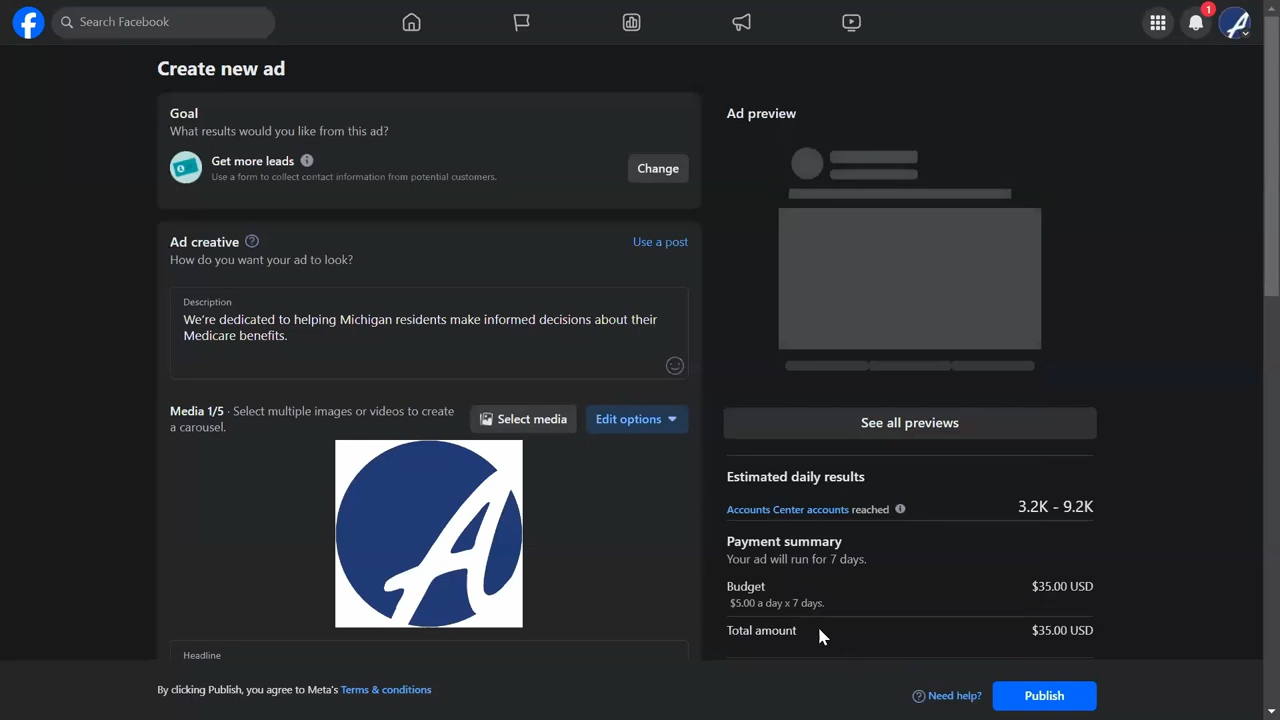 Search Facebook
1
Create new ad
Goal
What results would you like from this ad?
Get more leads
Use a form to collect contact information from potential customers.
Change
Ad creative
Use a post
How do you want your ad to look?
Description
We're dedicated to helping Michigan residents make informed decisions about their
Medicare benefits.
Media 1/5 · Select multiple images or videos to create
a carousel.
Select media
Edit options
A
Headline
Ad preview
See all previews
Estimated daily results
Accounts Center accounts reached
3.2K - 9.2K
Payment summary
Your ad will run for 7 days.
Budget
$35.00 USD
$5.00 a day x 7 days.
Total amount
$35.00 USD
By clicking Publish, you agree to Meta's Terms & conditions
Need help?
Publish